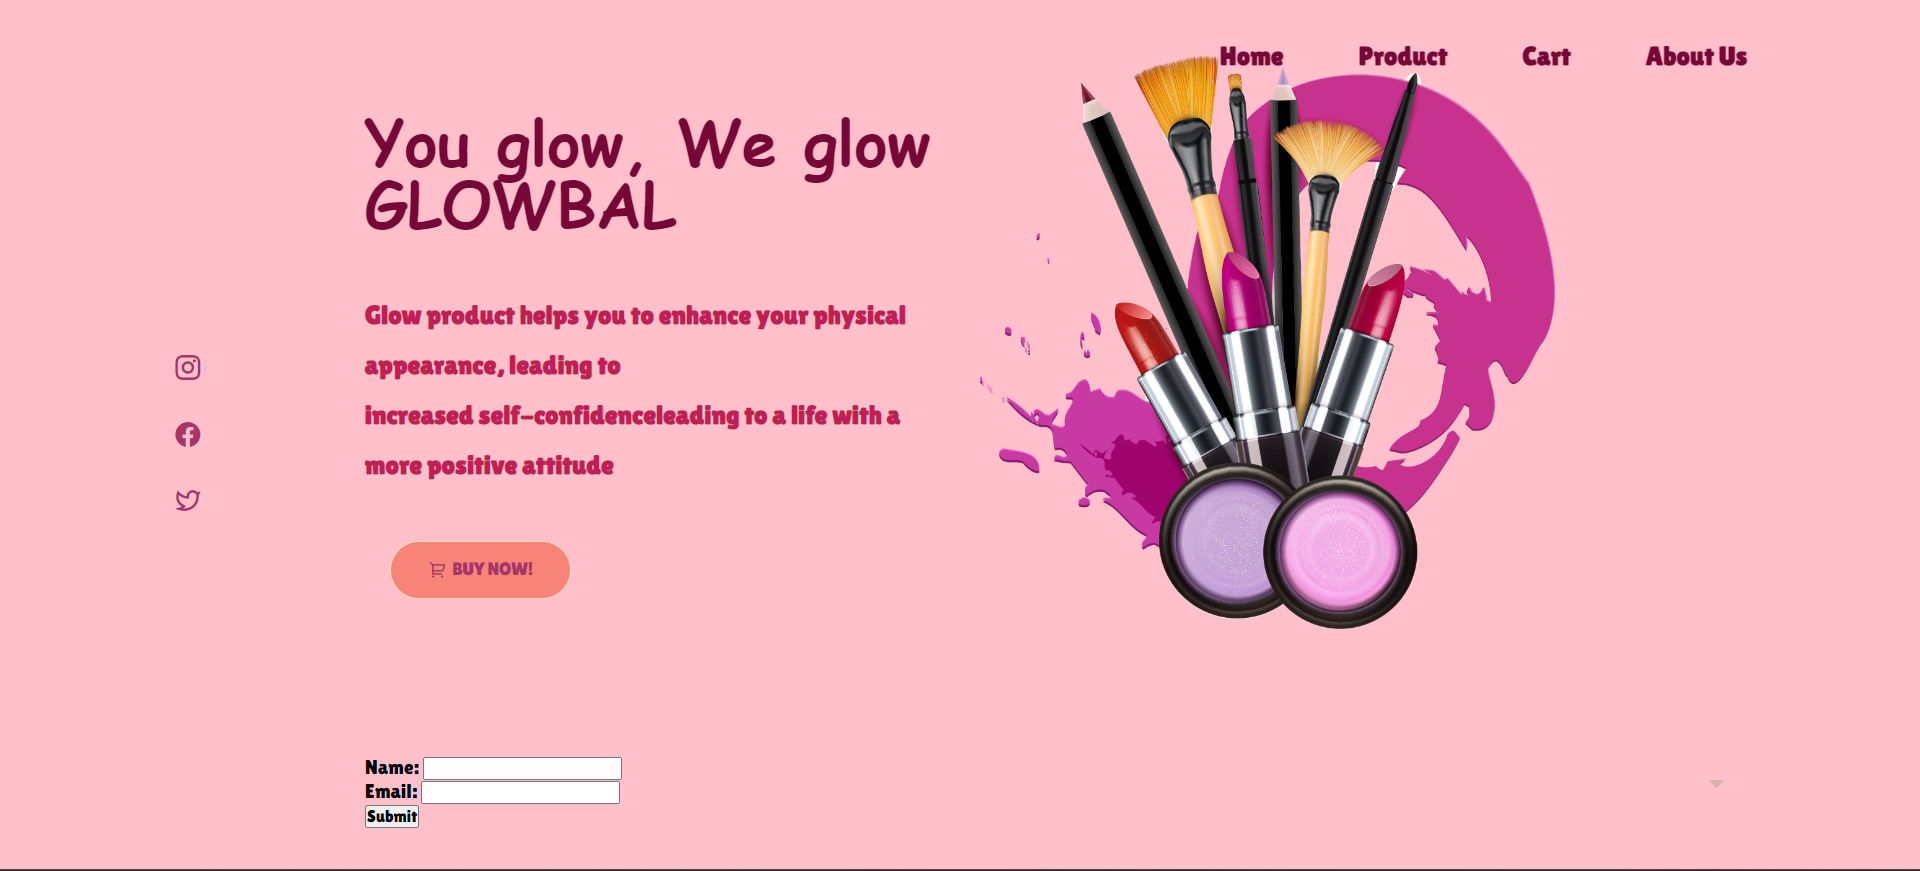 Home Product Cart About Us
You glow, We glow
GLOWBAL
Glow product helps you to enhance your physical
appearance, leading to
increased self-confidenceleading to a life with a
more positive attitude
BUY NOW!
Name:
Email:
Submit